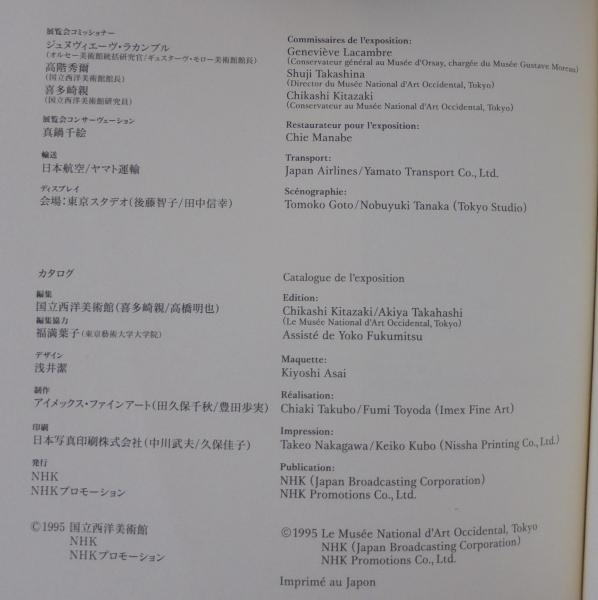 展覧会コミッショナー
ジュヌヴィエーヴ・ラカンブル
(オルセー美術館統括研究官/ギュスターヴ・モロー美術館館長)
高階秀爾
(国立西洋美術館館長)
喜多崎親
(国立西洋美術館研究員)
展覧会コンサーヴェーション
真鍋千絵
輸送
日本航空/ヤマト運輸
ディスプレイ
会場:東京スタデオ(後藤智子/田中信幸)
カタログ
編集
国立西洋美術館(喜多崎親/高橋明也)
編集協力
福満葉子(東京藝術大学大学院)
デザイン
浅井潔
制作
アイメックス・ファインアート(田久保千秋/豊田歩実)
印刷
日本写真印刷株式会社(中川武夫/久保佳子)
発行
NHK
NHKプロモーション
©1995 国立西洋美術館
NHK
NHKプロモーション
Commissaires de l'exposition:
Geneviève Lacambre
(Conservateur général au Musée d'Orsay, chargée du Musée Gustave Moreau)
Shuji Takashina
(Director du Musée National d'Art Occidental, Tokyo)
Chikashi Kitazaki
(Conservateur au Musée National d'Art Occidental, Tokyo)
Restaurateur pour l'exposition:
Chie Manabe
Transport:
Japan Airlines/Yamato Transport Co., Ltd.
Scénographie:
Tomoko Goto/Nobuyuki Tanaka (Tokyo Studio)
Catalogue de l'exposition
Edition:
Chikashi Kitazaki/Akiya Takahashi
(Le Musée National d'Art Occidental, Tokyo)
Assisté de Yoko Fukumitsu
Maquette:
Kiyoshi Asai
Réalisation:
Chiaki Takubo/Fumi Toyoda (Imex Fine Art)
Impression:
Takeo Nakagawa/Keiko Kubo (Nissha Printing Co., Ltd.)
Publication:
NHK (Japan Broadcasting Corporation)
NHK Promotions Co., Ltd.
©1995 Le Musée National d'Art Occidental, Tokyo
NHK (Japan Broadcasting Corporation)
NHK Promotions Co., Ltd.
Imprimé au Japon